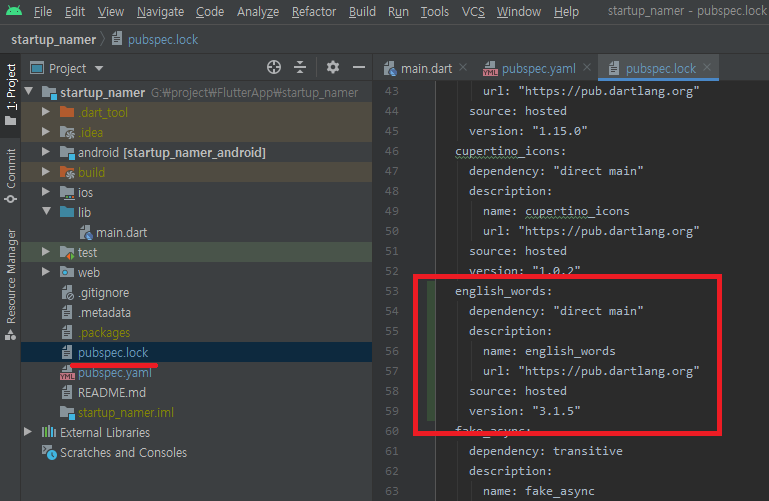 File Edit View Navigate Code Analyze Refactor Build Run Tools VCS Window Help startup_namer – pubspec.lock
startup_namer pubspec.lock
1: Project
Commit
Resource Manager
Project
startup_namer G:₩project₩FlutterApp₩startup_namer
.dart_tool
.idea
android [startup_namer_android]
build
ios
lib
main.dart
test
web
.gitignore
.metadata
.packages
pubspec.lock
pubspec.yaml
README.md
startup_namer.iml
External Libraries
Scratches and Consoles
main.dart pubspec.yaml pubspec.lock
43 url: "https://pub.dartlang.org"
44 source: hosted
45 version: "1.15.0"
46 cupertino_icons:
47 dependency: "direct main"
48 description:
49 name: cupertino_icons
50 url: "https://pub.dartlang.org"
51 source: hosted
52 version: "1.0.2"
53 english_words:
54 dependency: "direct main"
55 description:
56 name: english_words
57 url: "https://pub.dartlang.org"
58 source: hosted
59 version: "3.1.5"
60 fake_async:
61 dependency: transitive
62 description:
63 name: fake_async